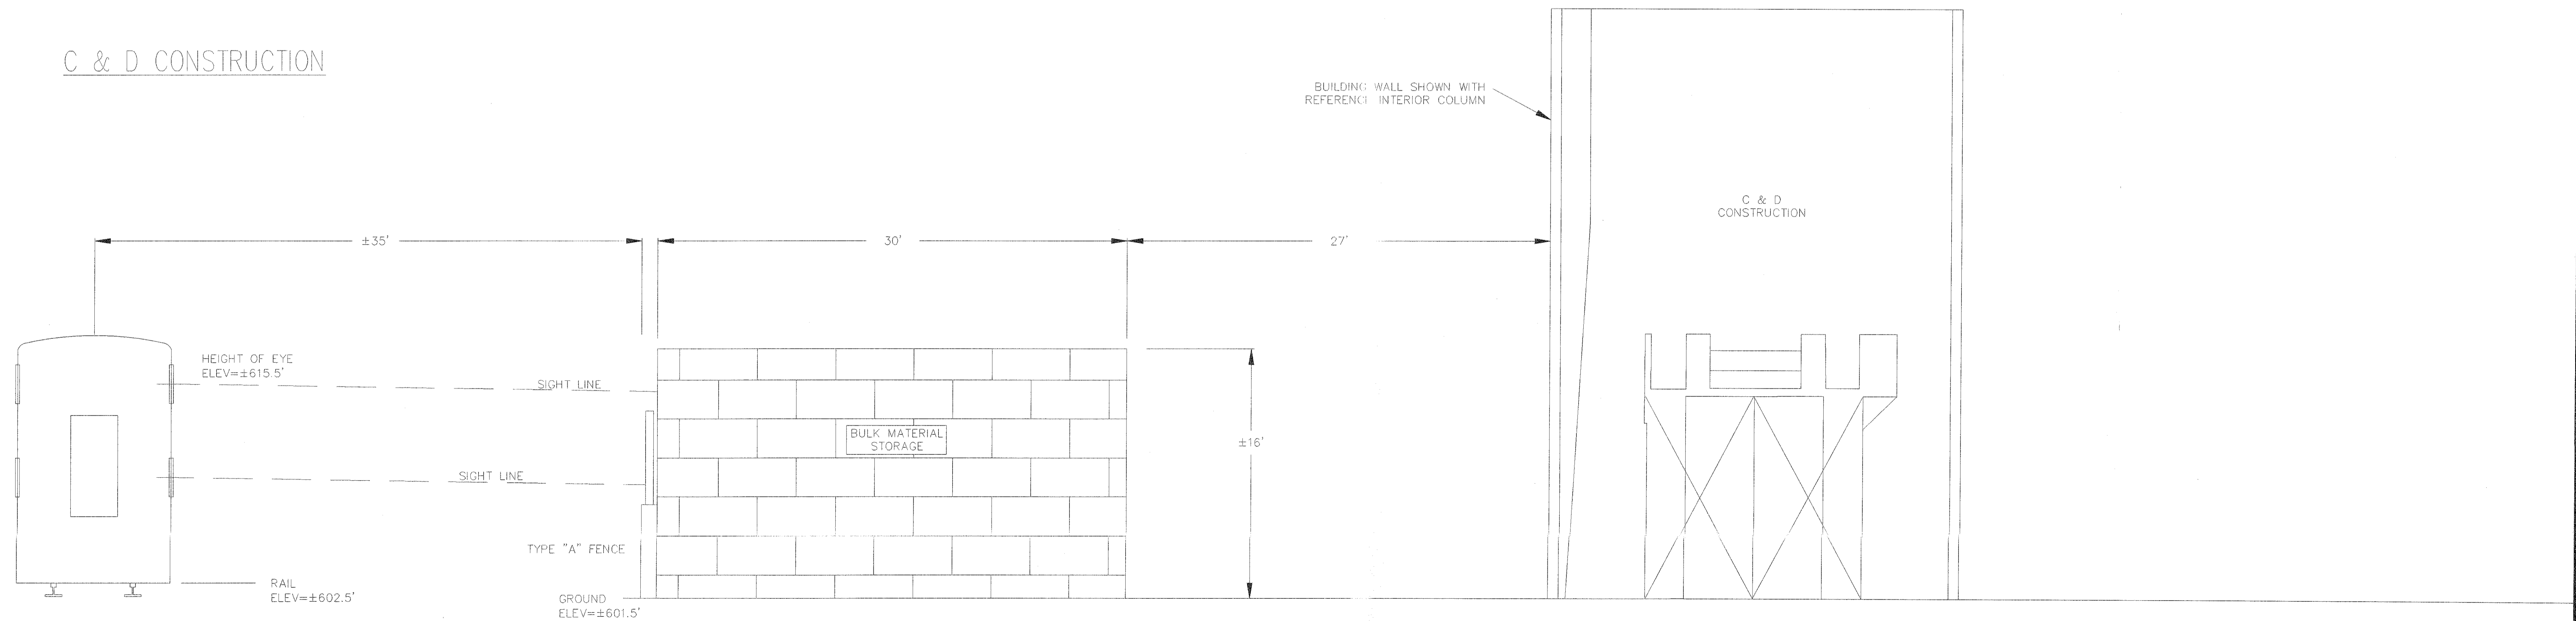 C & D CONSTRUCTION
BUILDING WALL SHOWN WITH
REFERENCE INTERIOR COLUMN
C & D
CONSTRUCTION
±35'
30'
27'
HEIGHT OF EYE
ELEV=±615.5'
SIGHT LINE
BULK MATERIAL
STORAGE
±16'
SIGHT LINE
TYPE "A" FENCE
RAIL
ELEV=±602.5'
GROUND
ELEV=±601.5'